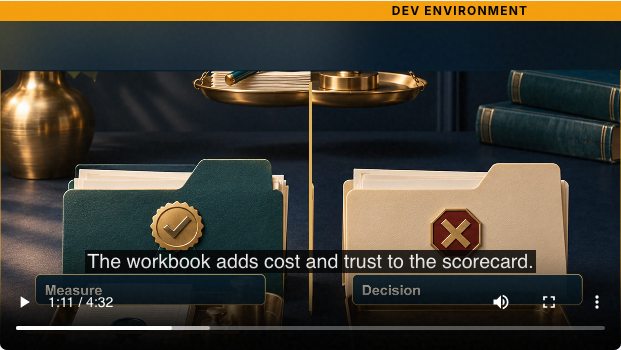 DEV ENVIRONMENT
The workbook adds cost and trust to the scorecard.
Measure
Decision
1:11 / 4:32